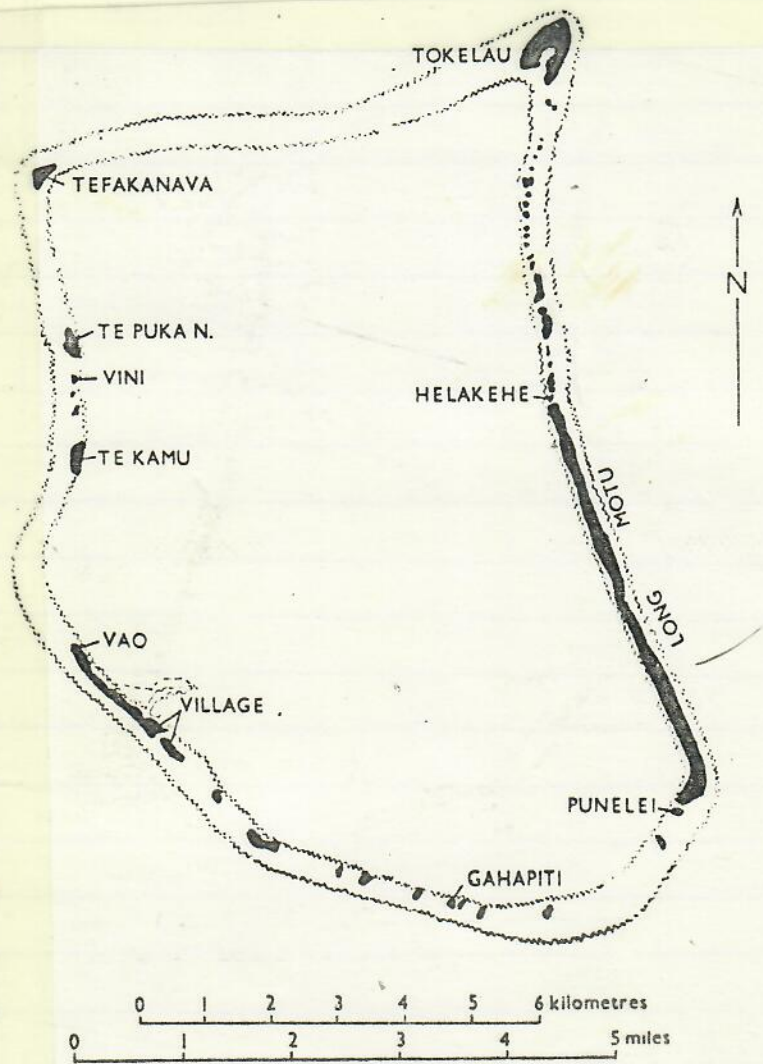 TOKELAU
TEFAKANAVA
N
TE PUKA N.
VINI
HELAKEHE
TE KAMU
LONG MOTU
VAO
VILLAGE
PUNELEI
GAHAPITI
0 1 2 3 4 5 6 kilometres
0 1 2 3 4 5 miles